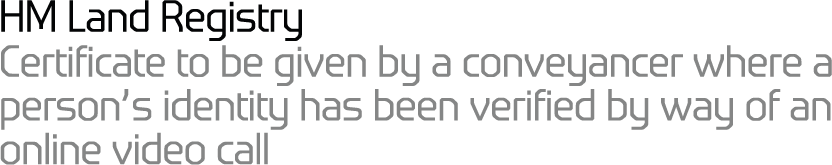 HM Land Registry
Certificate to be given by a conveyancer where a
person's identity has been verified by way of an
online video call